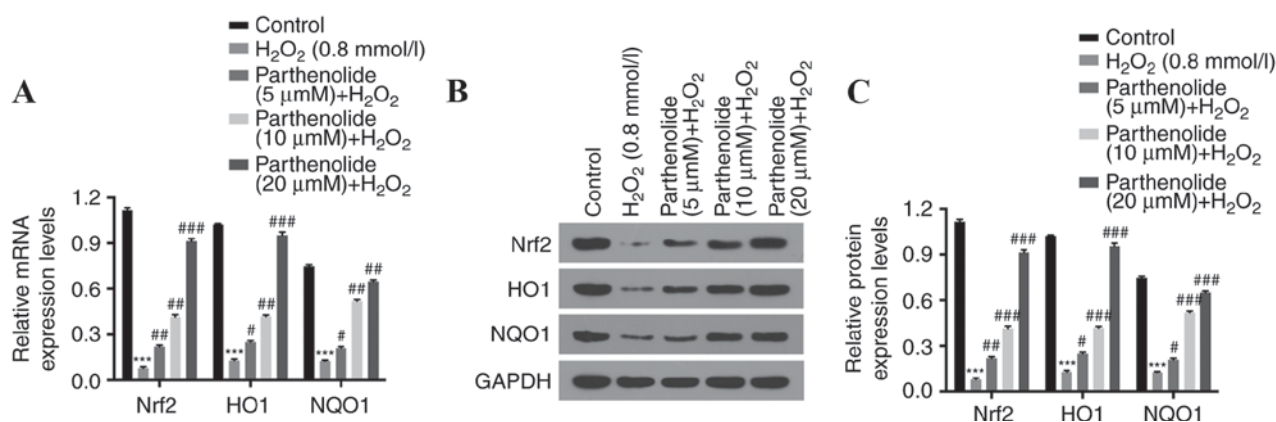 A
Control
H₂O₂ (0.8 mmol/l)
Parthenolide
(5 μmM)+H₂O₂
Parthenolide
(10 μmM)+H₂O₂
Parthenolide
(20 μmM)+H₂O₂
Relative mRNA
expression levels
1.2
0.9
0.6
0.3
0.0
***
##
##
###
***
#
##
###
***
#
##
##
Nrf2
HO1
NQO1
B
Control
H₂O₂ (0.8 mmol/l)
Parthenolide
(5 μmM)+H₂O₂
Parthenolide
(10 μmM)+H₂O₂
Parthenolide
(20 μmM)+H₂O₂
Nrf2
HO1
NQO1
GAPDH
C
Control
H₂O₂ (0.8 mmol/l)
Parthenolide
(5 μmM)+H₂O₂
Parthenolide
(10 μmM)+H₂O₂
Parthenolide
(20 μmM)+H₂O₂
Relative protein
expression levels
1.2
0.9
0.6
0.3
0.0
***
##
###
###
***
#
###
###
***
#
###
###
Nrf2
HO1
NQO1